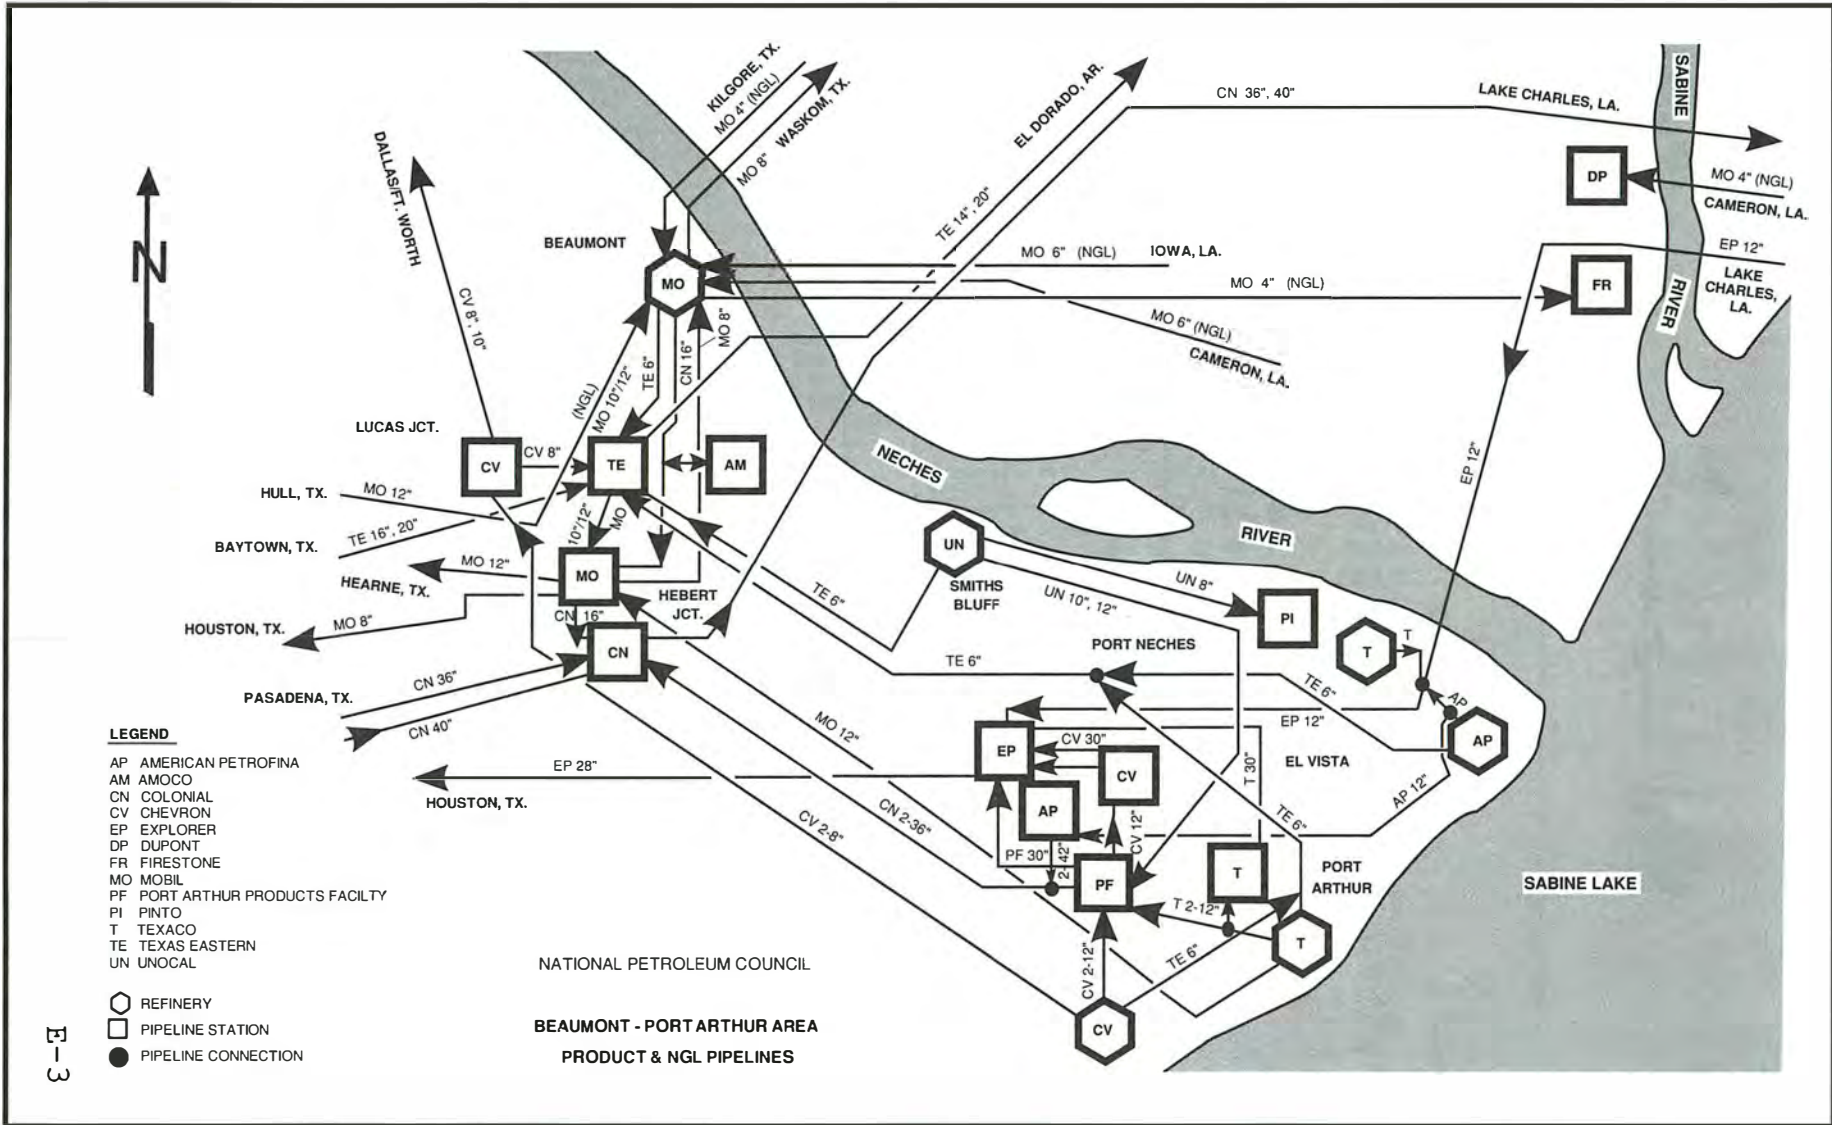 KILGORE, TX.
MO 4" (NGL)
WASKOM, TX.
MO 8"
EL DORADO, AR.
CN 36", 40"
LAKE CHARLES, LA.
SABINE
RIVER
DP
MO 4" (NGL)
CAMERON, LA.
DALLAS/FT. WORTH
CV 8", 10"
N
BEAUMONT
TE 14", 20"
MO 6" (NGL)
IOWA, LA.
EP 12"
LAKE
CHARLES,
LA.
MO
MO 4" (NGL)
FR
MO 6" (NGL)
CAMERON, LA.
MO 8"
CN 16"
TE 6"
(NGL)
MO 10"/12"
LUCAS JCT.
CV
CV 8"
TE
AM
NECHES
RIVER
EP 12"
HULL, TX.
MO 12"
TE 16", 20"
BAYTOWN, TX.
10"/12"
MO
UN
SMITHS
BLUFF
UN 8"
UN 10", 12"
PI
MO 12"
HEARNE, TX.
MO
HEBERT
JCT.
TE 6"
HOUSTON, TX.
MO 8"
CN 16"
CN
PORT NECHES
T
T
TE 6"
TE 6"
AP
PASADENA, TX.
CN 36"
CN 40"
MO 12"
EP 12"
AP
EP
CV 30"
CV
T 30"
EL VISTA
EP 28"
HOUSTON, TX.
AP 12"
CV 2-8"
CN 2-36"
AP
CV 12"
TE 6"
PF 30"
2-42"
PF
T
PORT
ARTHUR
T 2-12"
T
SABINE LAKE
CV 2-12"
TE 6"
CV
LEGEND
AP AMERICAN PETROFINA
AM AMOCO
CN COLONIAL
CV CHEVRON
EP EXPLORER
DP DUPONT
FR FIRESTONE
MO MOBIL
PF PORT ARTHUR PRODUCTS FACILTY
PI PINTO
T TEXACO
TE TEXAS EASTERN
UN UNOCAL
REFINERY
PIPELINE STATION
PIPELINE CONNECTION
NATIONAL PETROLEUM COUNCIL
BEAUMONT - PORT ARTHUR AREA
PRODUCT & NGL PIPELINES
E-3